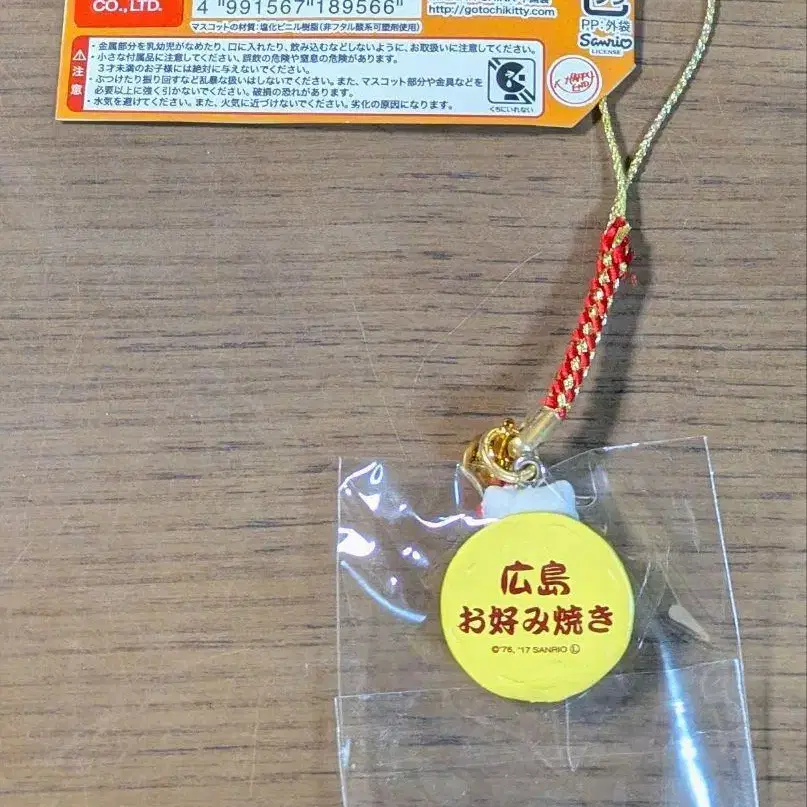 CO.,LTD.
4 991567 189566
http://gotochikitty.com
PP:外袋
Sanrio
LICENSE
マスコットの材質:塩化ビニル樹脂(非フタル酸系可塑剤使用)
注意
・金属部分を乳幼児がなめたり、口に入れたり、飲み込むなどしないように、お取扱いに注意してください。
・小さな付属品に注意してください。誤飲の危険や窒息の危険があります。
3才未満のお子様には絶対に与えないでください。
・ぶつけたり振り回すなど乱暴な扱いはしないでください。また、マスコット部分や金具などを
必要以上に強く引かないでください。破損の恐れがあります。
・水気を避けてください。また、火気に近づけないでください。劣化の原因になります。
くちにいれない
HAPPY
END
広島
お好み焼き
©'76, '17 SANRIO Ⓛ